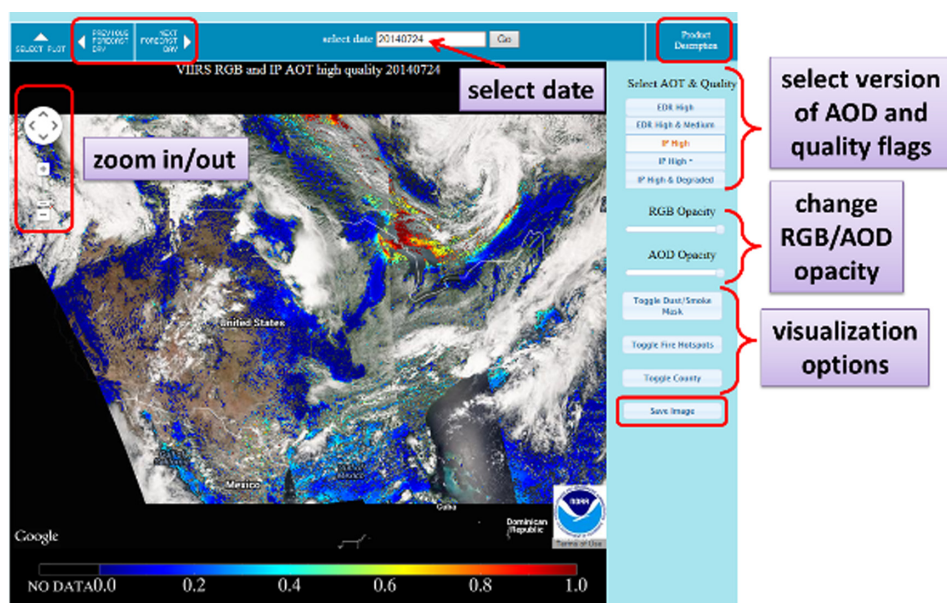 SELECT PLOT
PREVIOUS
FORECAST
DAY
NEXT
FORECAST
DAY
select date 20140724 Go
Product
Description
VIIRS RGB and IP AOT high quality 20140724
select date
zoom in/out
Select AOT & Quality
EDR High
EDR High & Medium
IP High
IP High *
IP High & Degraded
select version
of AOD and
quality flags
RGB Opacity
AOD Opacity
change
RGB/AOD
opacity
Toggle Dust/Smoke
Mask
Toggle Fire Hotspots
Toggle County
visualization
options
Save Image
United States
Mexico
Cuba
Dominican
Republic
NOAA
Google
Terms of Use
NO DATA 0.0 0.2 0.4 0.6 0.8 1.0